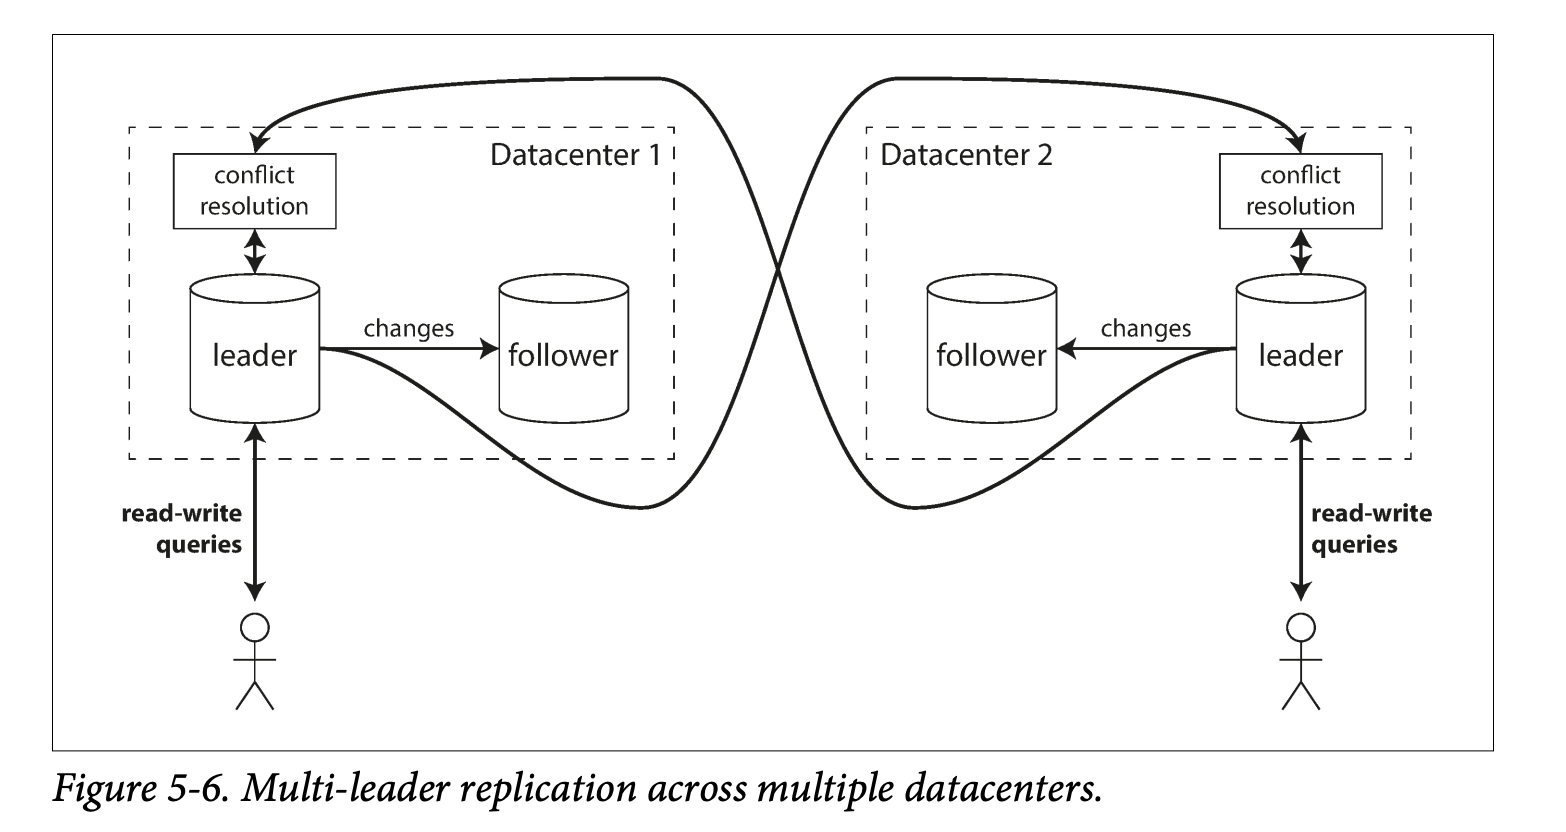 Datacenter 1
conflict
resolution
leader
changes
follower
read-write
queries
Datacenter 2
conflict
resolution
follower
changes
leader
read-write
queries
Figure 5-6. Multi-leader replication across multiple datacenters.